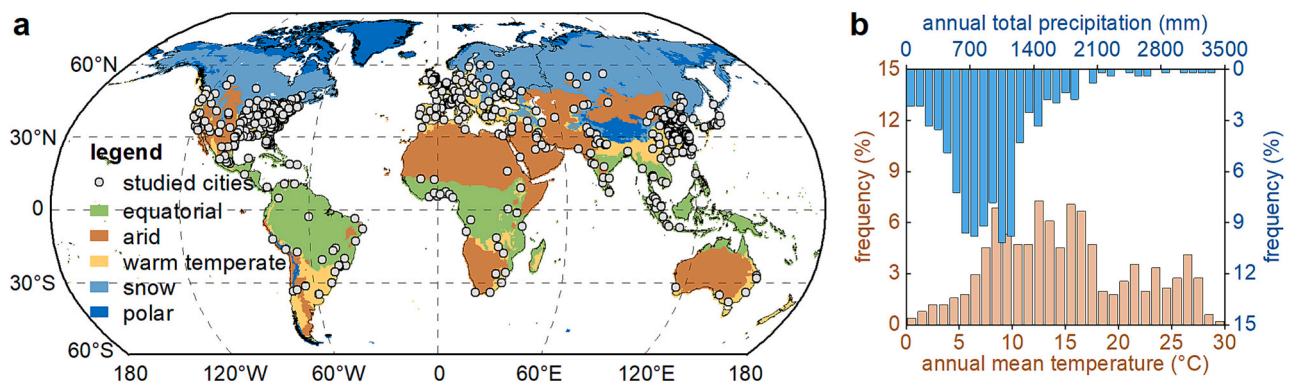 a
60°N
30°N
0
30°S
60°S
legend
studied cities
equatorial
arid
warm temperate
snow
polar
180 120°W 60°W 0 60°E 120°E 180
b
annual total precipitation (mm)
0 700 1400 2100 2800 3500
15 12 9 6 3 0
frequency (%)
0 3 6 9 12 15
frequency (%)
0 5 10 15 20 25 30
annual mean temperature (°C)